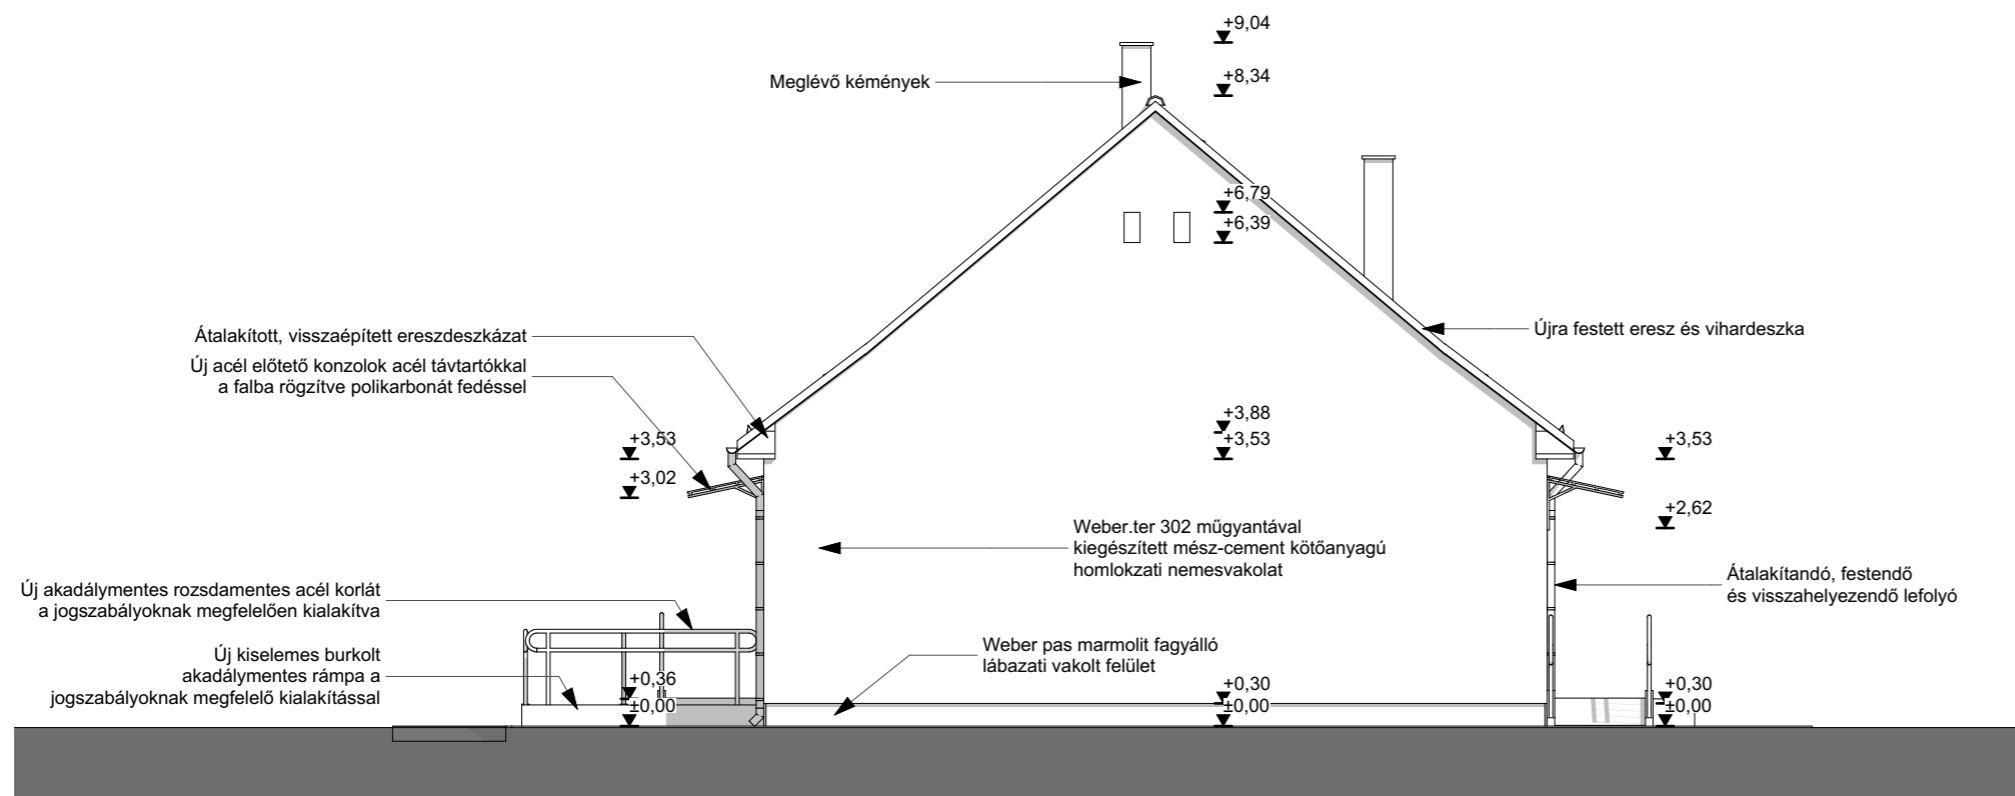 +9,04
Meglévő kémények
+8,34
+6,79
+6,39
Újra festett eresz és vihardeszka
Átalakított, visszaépített ereszdeszkázat
Új acél előtető konzolok acél távtartókkal
a falba rögzítve polikarbonát fedéssel
+3,88
+3,53
+3,53
+3,53
+3,02
+2,62
Weber.ter 302 műgyantával
kiegészített mész-cement kötőanyagú
homlokzati nemesvakolat
Átalakítandó, festendő
és visszahelyezendő lefolyó
Új akadálymentes rozsdamentes acél korlát
a jogszabályoknak megfelelően kialakítva
Weber pas marmolit fagyálló
lábazati vakolt felület
Új kiselemes burkolt
akadálymentes rámpa a
jogszabályoknak megfelelő kialakítással
+0,36
±0,00
+0,30
±0,00
+0,30
±0,00